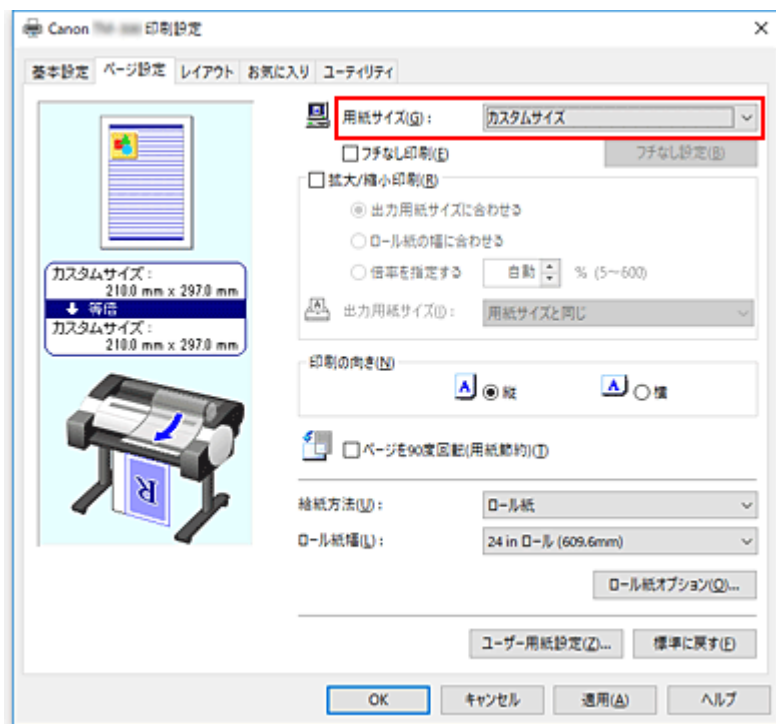 Canon 印刷設定
基本設定 ページ設定 レイアウト お気に入り ユーティリティ
用紙サイズ(G): カスタムサイズ
フチなし印刷(F) フチなし設定(B)
拡大/縮小印刷(R)
出力用紙サイズに合わせる
ロール紙の幅に合わせる
倍率を指定する 自動 % (5～600)
出力用紙サイズ(I): 用紙サイズと同じ
カスタムサイズ:
210.0 mm x 297.0 mm
等倍
カスタムサイズ:
210.0 mm x 297.0 mm
印刷の向き(N)
A 縦 A 横
ページを90度回転(用紙節約)(T)
R
給紙方法(U): ロール紙
ロール紙幅(L): 24 in ロール (609.6mm)
ロール紙オプション(O)...
ユーザー用紙設定(Z)... 標準に戻す(F)
OK キャンセル 適用(A) ヘルプ